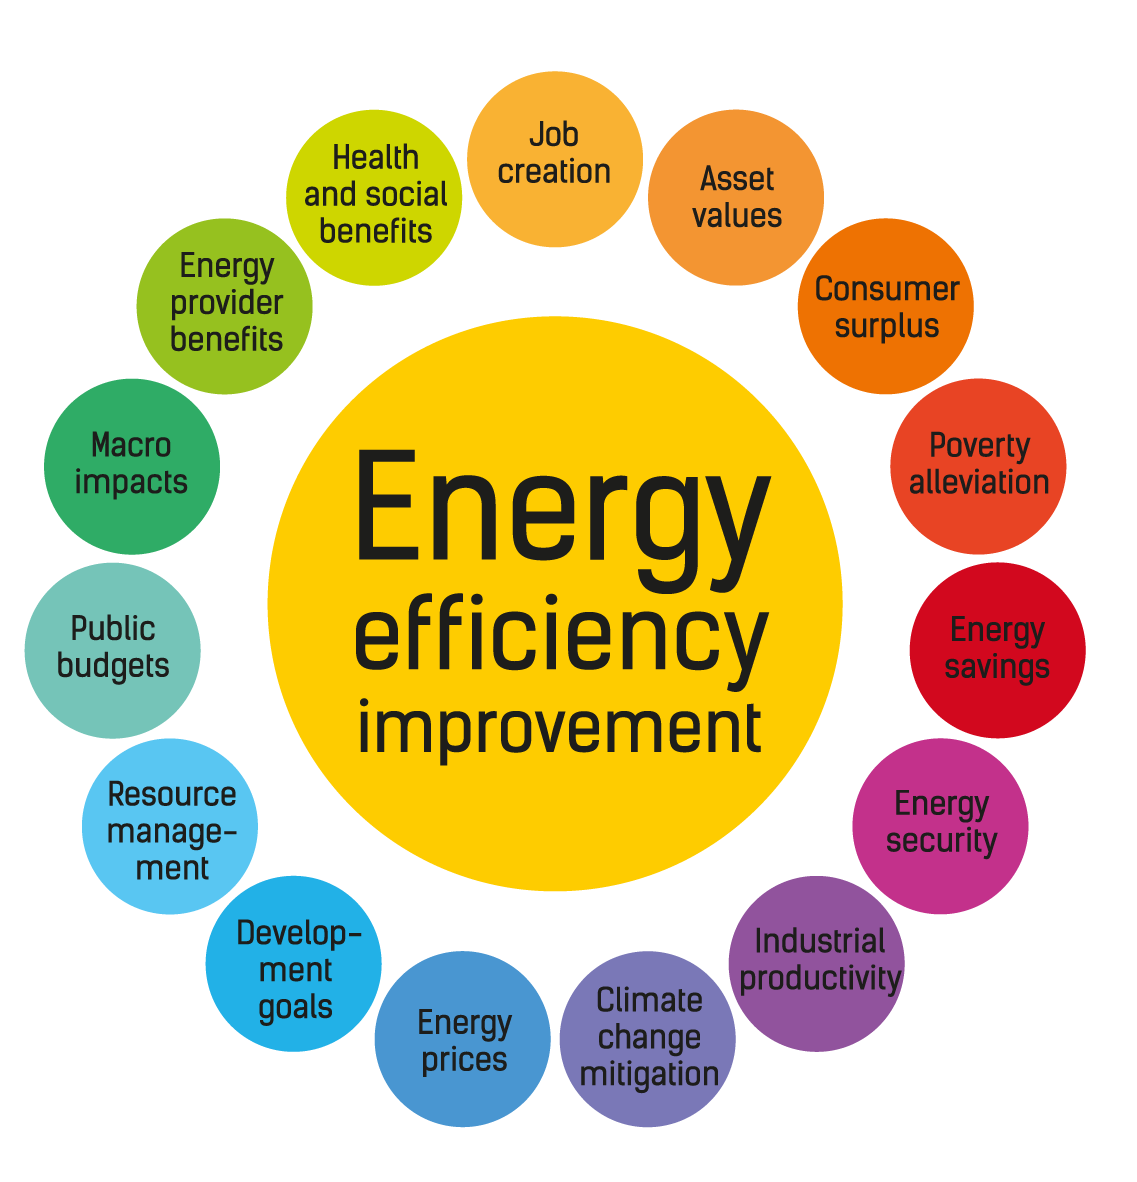 Job
creation
Asset
values
Consumer
surplus
Poverty
alleviation
Energy
savings
Energy
security
Industrial
productivity
Climate
change
mitigation
Energy
prices
Develop-
ment
goals
Resource
manage-
ment
Public
budgets
Macro
impacts
Energy
provider
benefits
Health
and social
benefits
Energy
efficiency
improvement